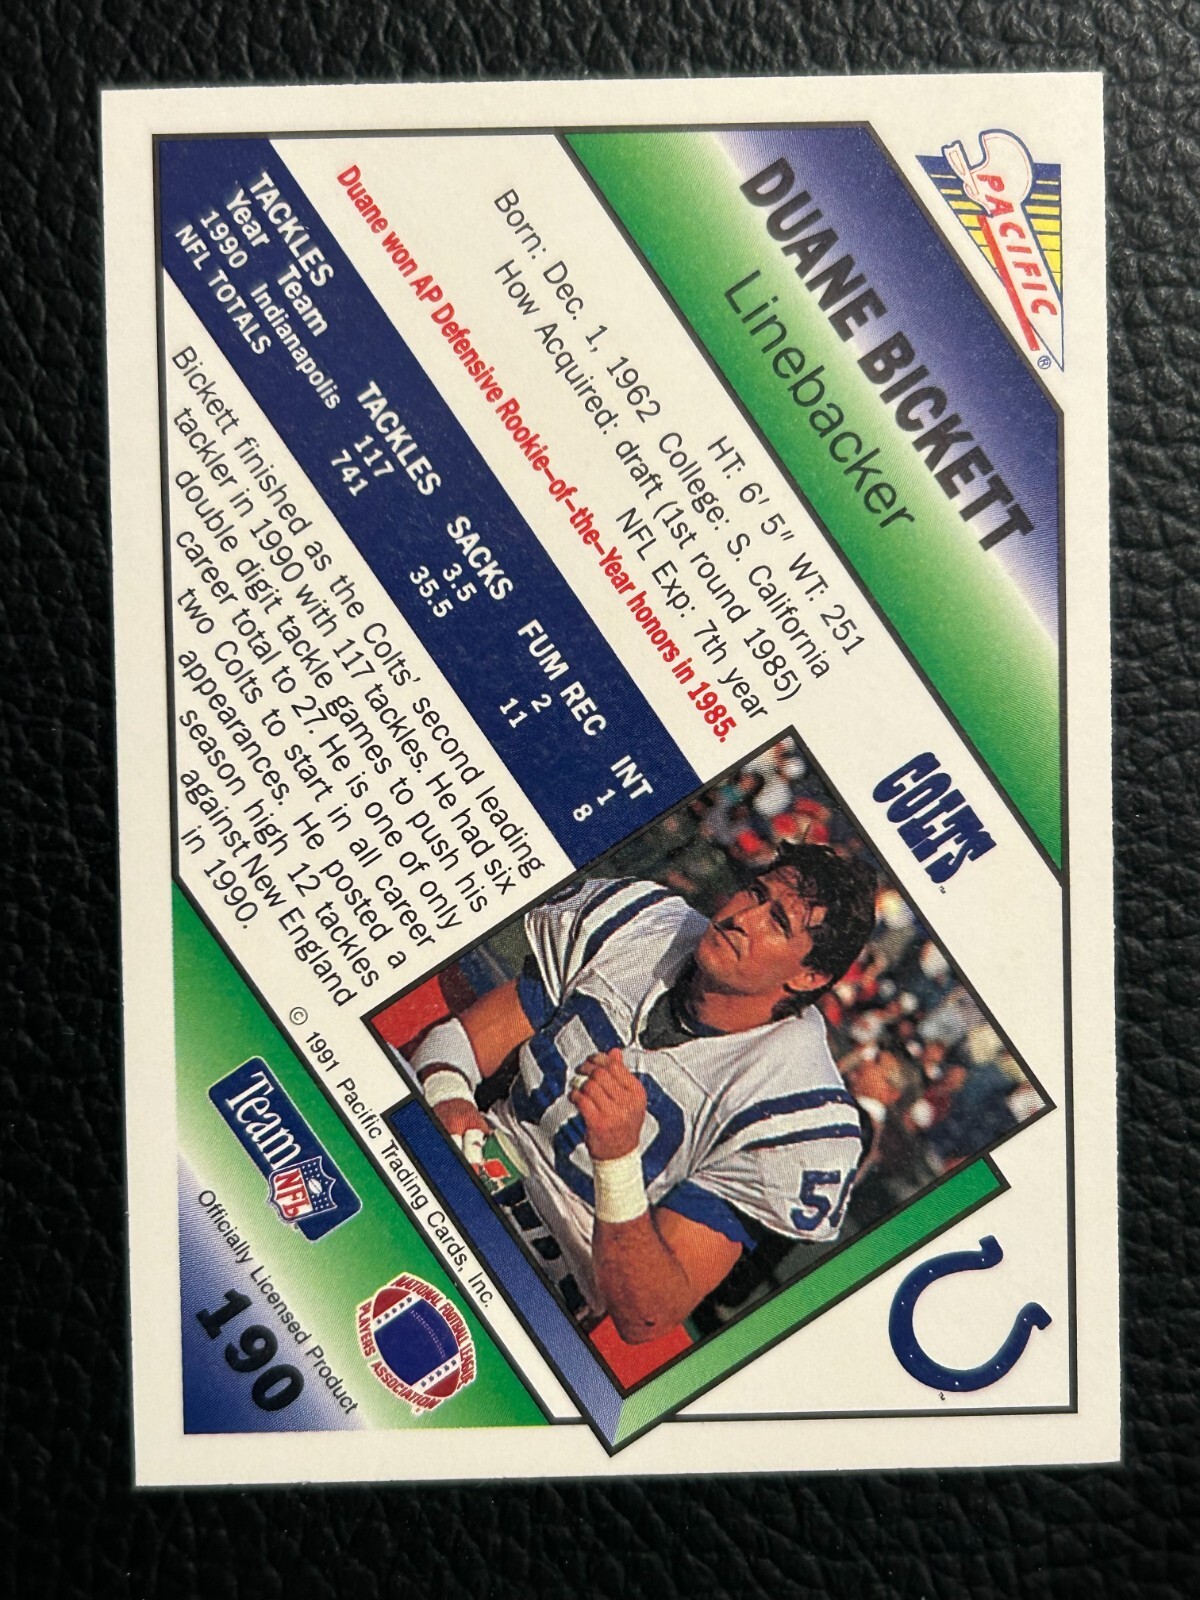 PACIFIC®
DUANE BICKETT
Linebacker
COLTS™
HT: 6' 5" WT: 251
Born: Dec. 1, 1962 College: S. California
How Acquired: draft (1st round 1985)
NFL Exp: 7th year
Duane won AP Defensive Rookie-of-the-Year honors in 1985.
TACKLES
Year Team TACKLES SACKS FUM REC INT
1990 Indianapolis 117 3.5 2 1
NFL TOTALS 741 35.5 11 8
Bickett finished as the Colts' second leading
tackler in 1990 with 117 tackles. He had six
double digit tackle games to push his
career total to 27. He is one of only
two Colts to start in all career
appearances. He posted a
season high 12 tackles
against New England
in 1990.
50
5
© 1991 Pacific Trading Cards, Inc.
Team NFL
NATIONAL FOOTBALL LEAGUE
PLAYERS ASSOCIATION
Officially Licensed Product
190